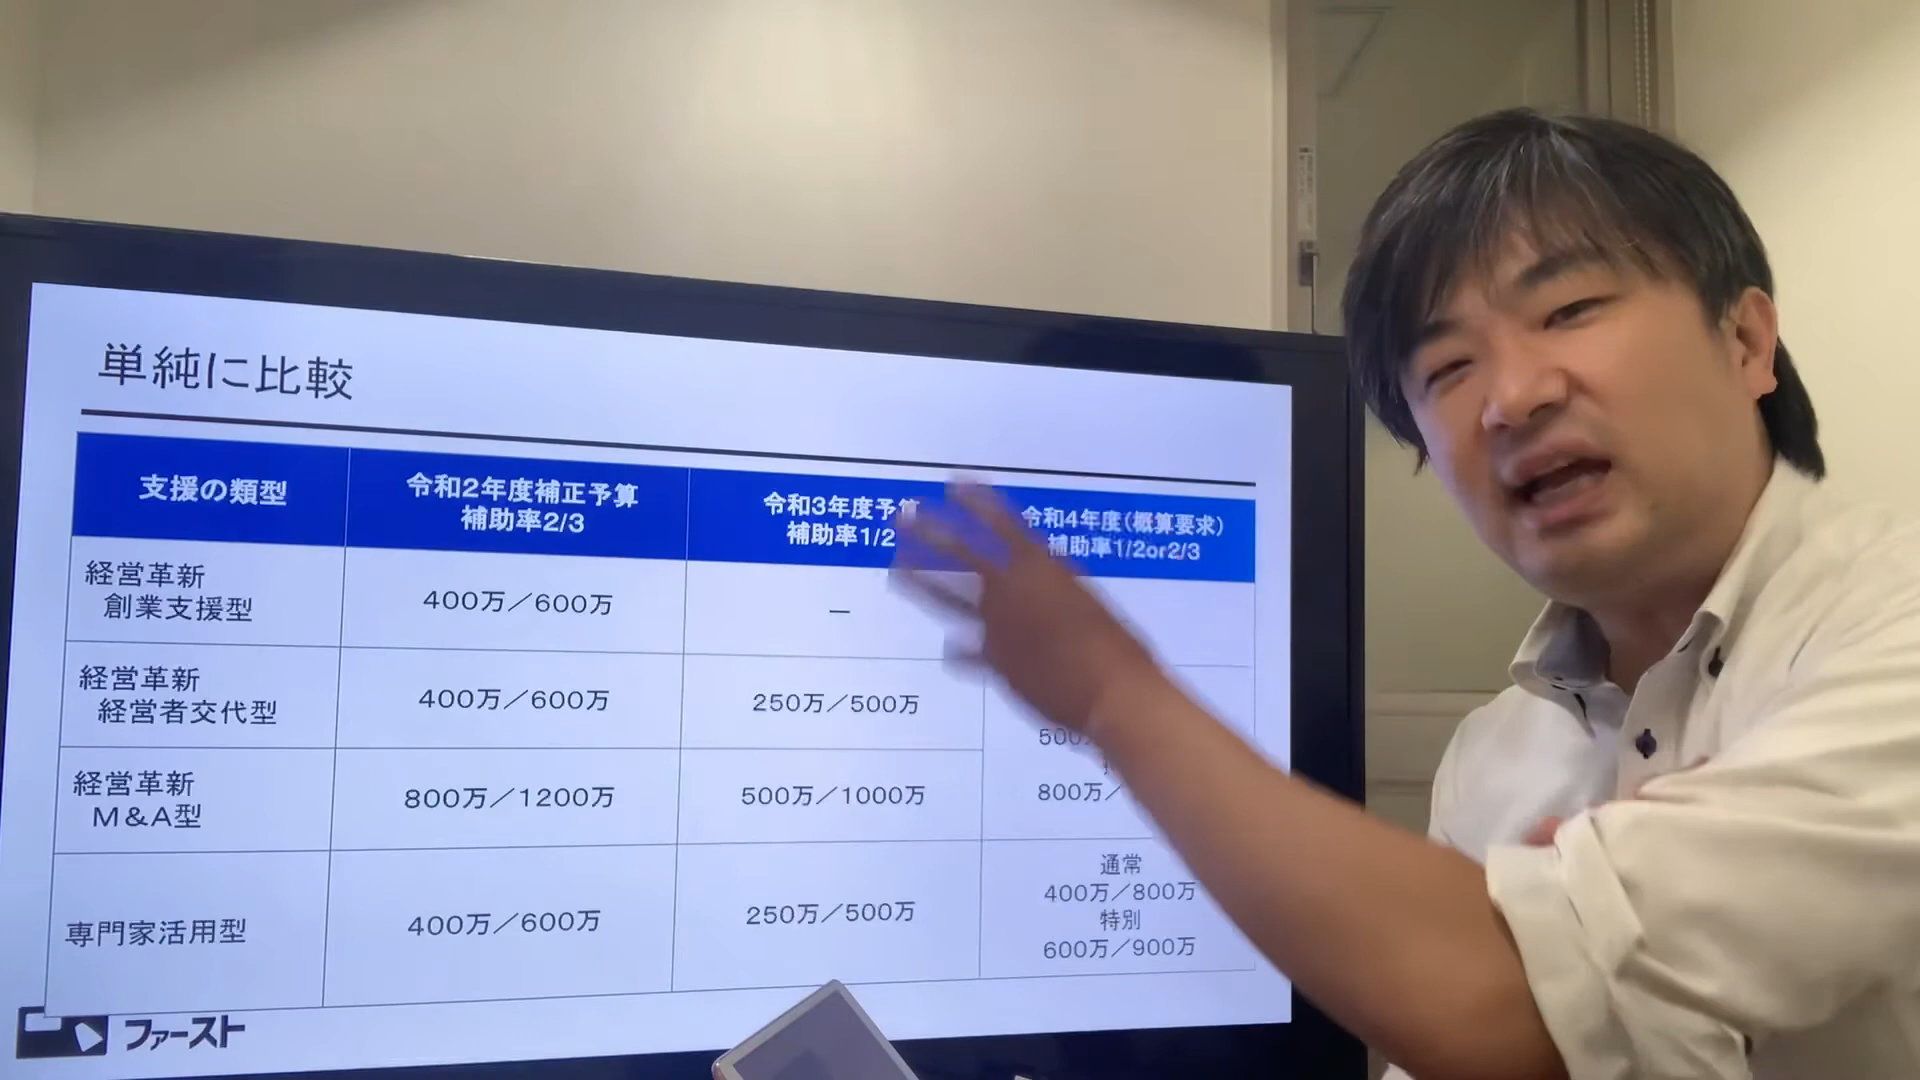 単純に比較
支援の類型
令和2年度補正予算
補助率2/3
令和3年度予算
補助率1/2
令和4年度(概算要求)
補助率1/2or2/3
経営革新
創業支援型
400万/600万
—
経営革新
経営者交代型
400万/600万
250万/500万
経営革新
M&A型
800万/1200万
500万/1000万
500万
800万/
専門家活用型
400万/600万
250万/500万
通常
400万/800万
特別
600万/900万
ファースト